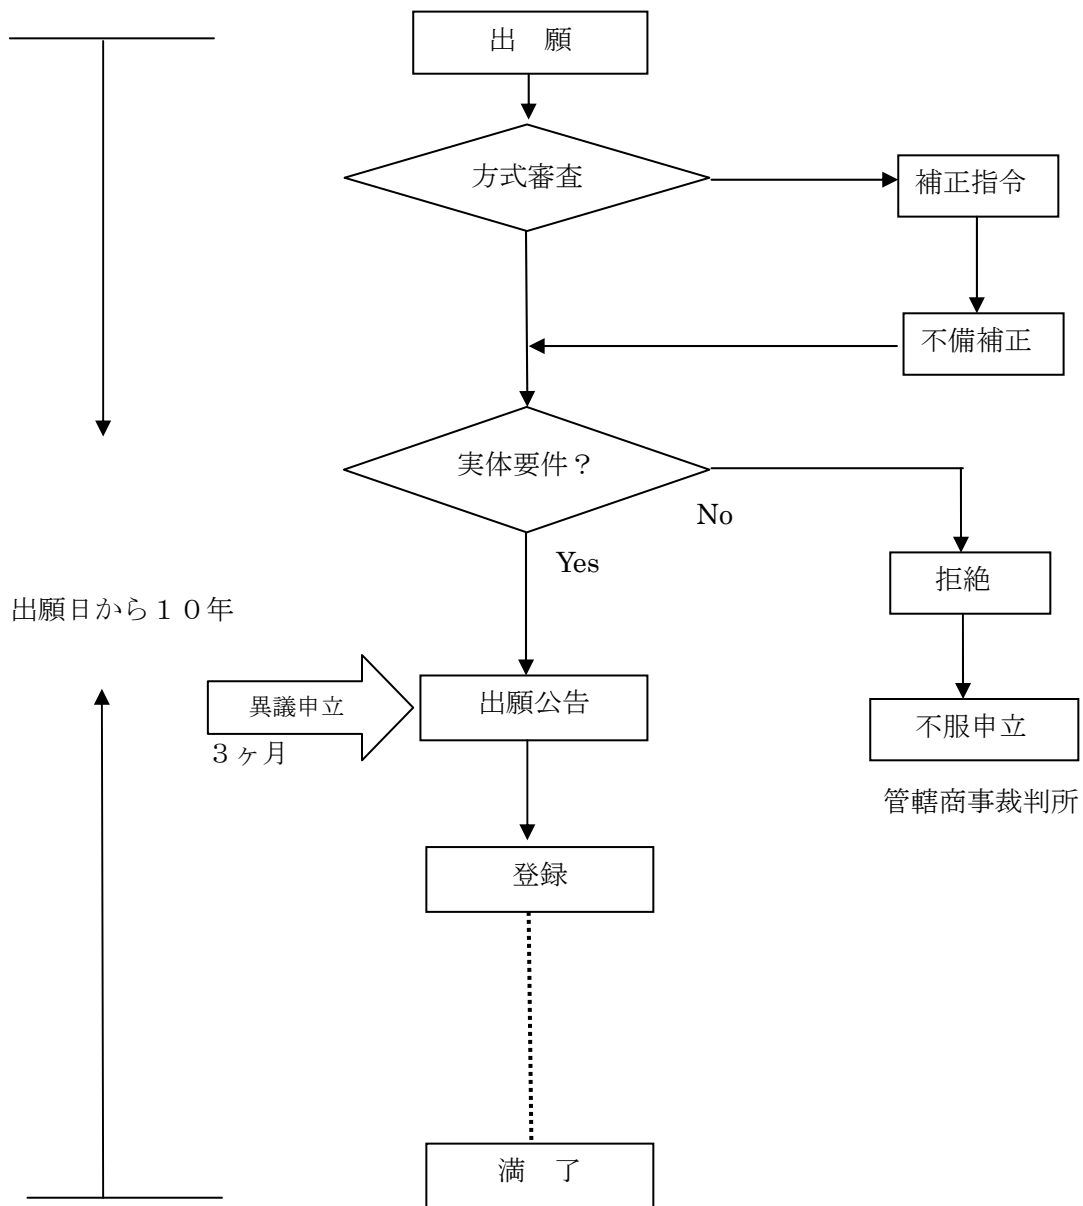 出　願
方式審査
補正指令
不備補正
実体要件？
No
Yes
拒絶
出願日から１０年
異議申立
３ヶ月
出願公告
不服申立
管轄商事裁判所
登録
満　了